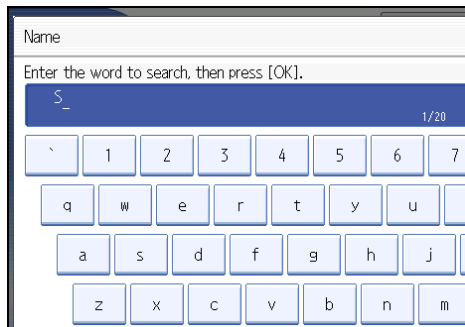 Name
Enter the word to search, then press [OK].
S_
1/20
` 1 2 3 4 5 6 7
q w e r t y u
a s d f g h j
z x c v b n m